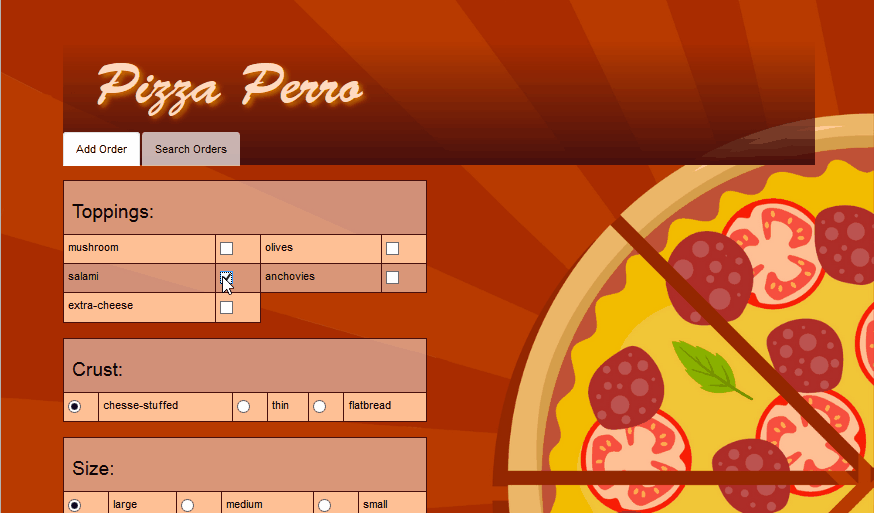 Pizza Perro
Add Order Search Orders
Toppings:
mushroom olives
salami anchovies
extra-cheese
Crust:
chesse-stuffed thin flatbread
Size:
large medium small